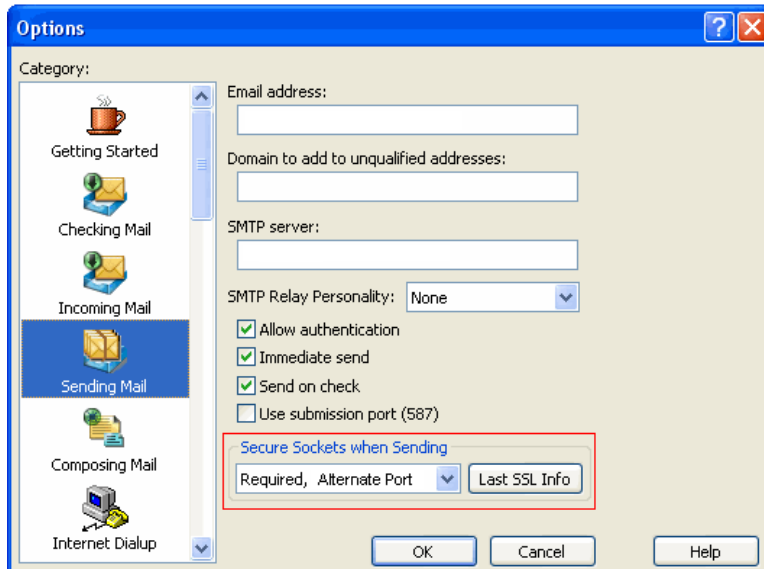 Options
Category:
Getting Started
Checking Mail
Incoming Mail
Sending Mail
Composing Mail
Internet Dialup
Email address:
Domain to add to unqualified addresses:
SMTP server:
SMTP Relay Personality: None
Allow authentication
Immediate send
Send on check
Use submission port (587)
Secure Sockets when Sending
Required, Alternate Port Last SSL Info
OK Cancel Help